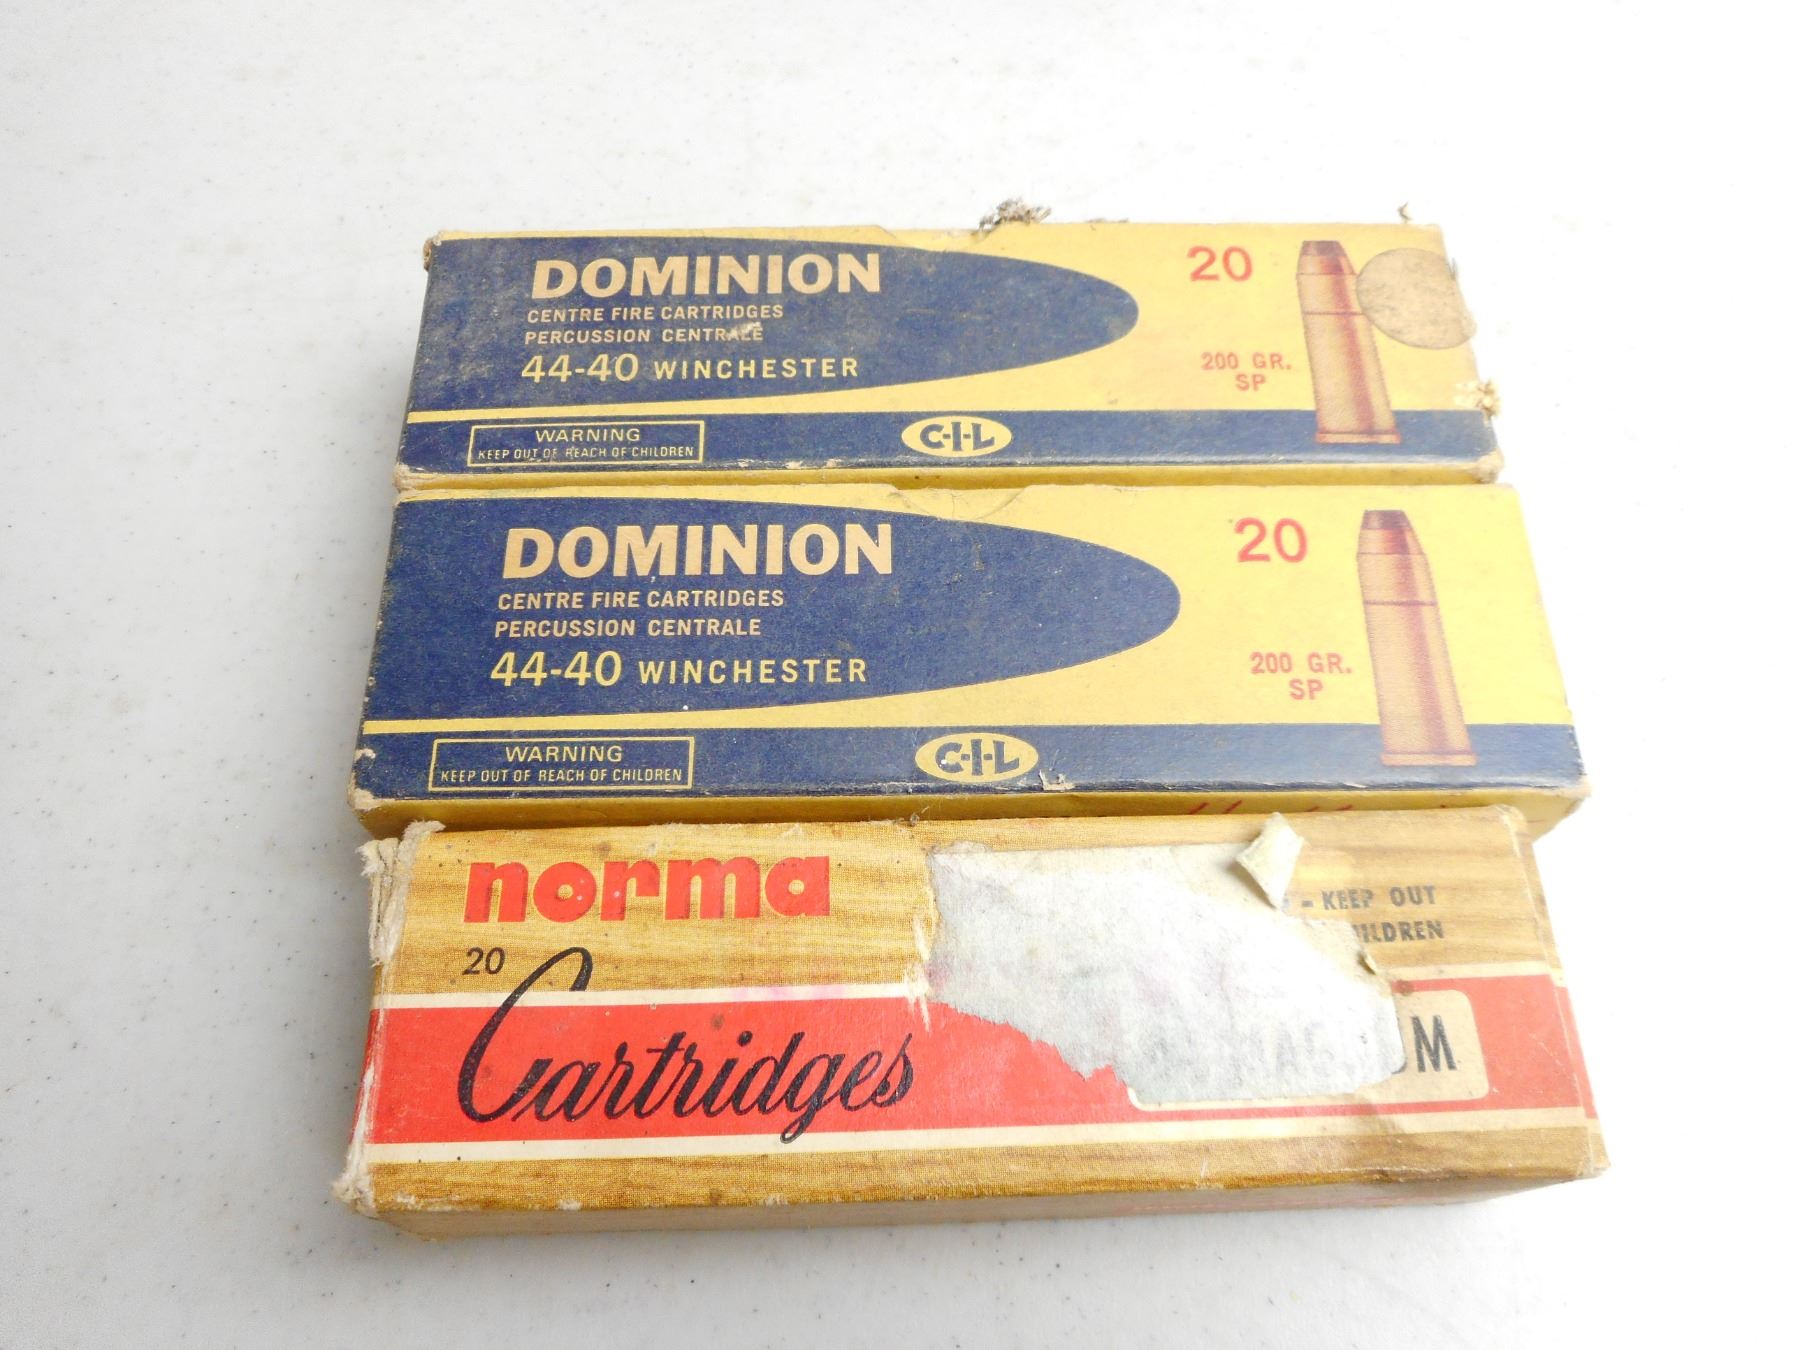 DOMINION
CENTRE FIRE CARTRIDGES
PERCUSSION CENTRALE
44-40 WINCHESTER
20
200 GR.
SP
WARNING
KEEP OUT OF REACH OF CHILDREN
C-I-L
DOMINION
CENTRE FIRE CARTRIDGES
PERCUSSION CENTRALE
44-40 WINCHESTER
20
200 GR.
SP
WARNING
KEEP OUT OF REACH OF CHILDREN
C-I-L
norma
20 Cartridges
- KEEP OUT
MAGNUM